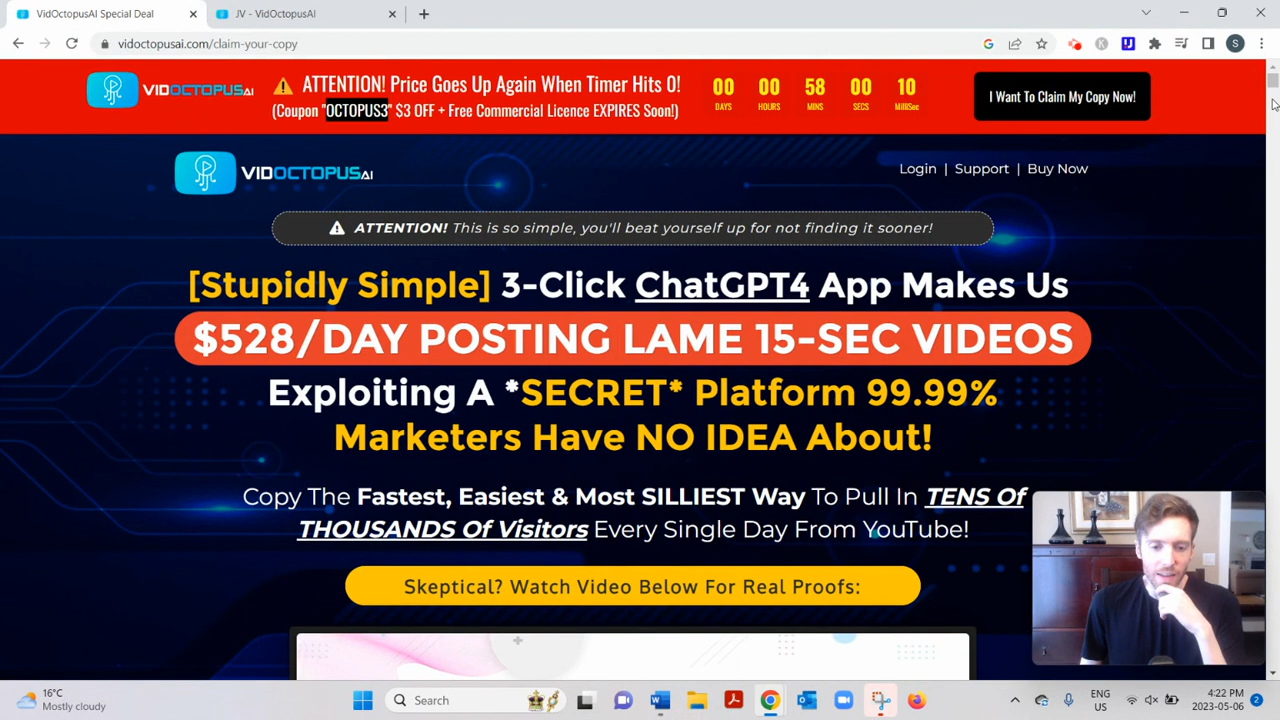 VidOctopusAI Special Deal
JV - VidOctopusAI
vidoctopusai.com/claim-your-copy
S
VIDOCTOPUSAI
ATTENTION! Price Goes Up Again When Timer Hits 0!
(Coupon "OCTOPUS3" $3 OFF + Free Commercial Licence EXPIRES Soon!)
00 00 58 00 10
DAYS HOURS MINS SECS MilliSec
I Want To Claim My Copy Now!
VIDOCTOPUSAI
Login | Support | Buy Now
ATTENTION! This is so simple, you'll beat yourself up for not finding it sooner!
[Stupidly Simple] 3-Click ChatGPT4 App Makes Us
$528/DAY POSTING LAME 15-SEC VIDEOS
Exploiting A *SECRET* Platform 99.99%
Marketers Have NO IDEA About!
Copy The Fastest, Easiest & Most SILLIEST Way To Pull In TENS Of
THOUSANDS Of Visitors Every Single Day From YouTube!
Skeptical? Watch Video Below For Real Proofs:
16°C
Mostly cloudy
Search
ENG
US
4:22 PM
2023-05-06
2